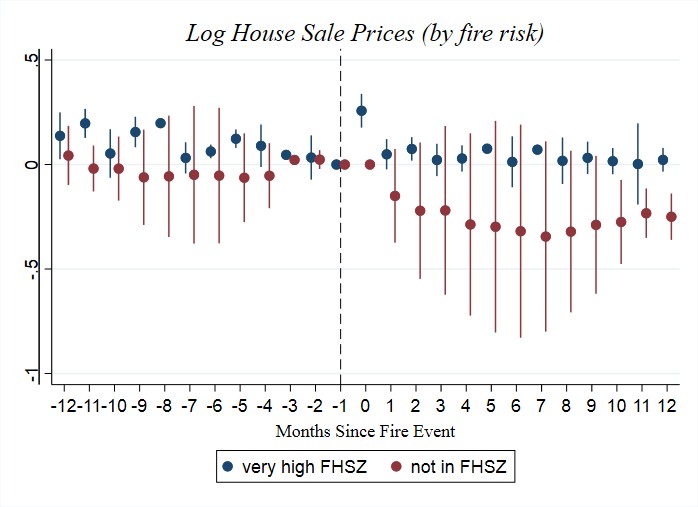 Log House Sale Prices (by fire risk)
.5
0
-.5
-1
-12 -11 -10 -9 -8 -7 -6 -5 -4 -3 -2 -1 0 1 2 3 4 5 6 7 8 9 10 11 12
Months Since Fire Event
very high FHSZ not in FHSZ